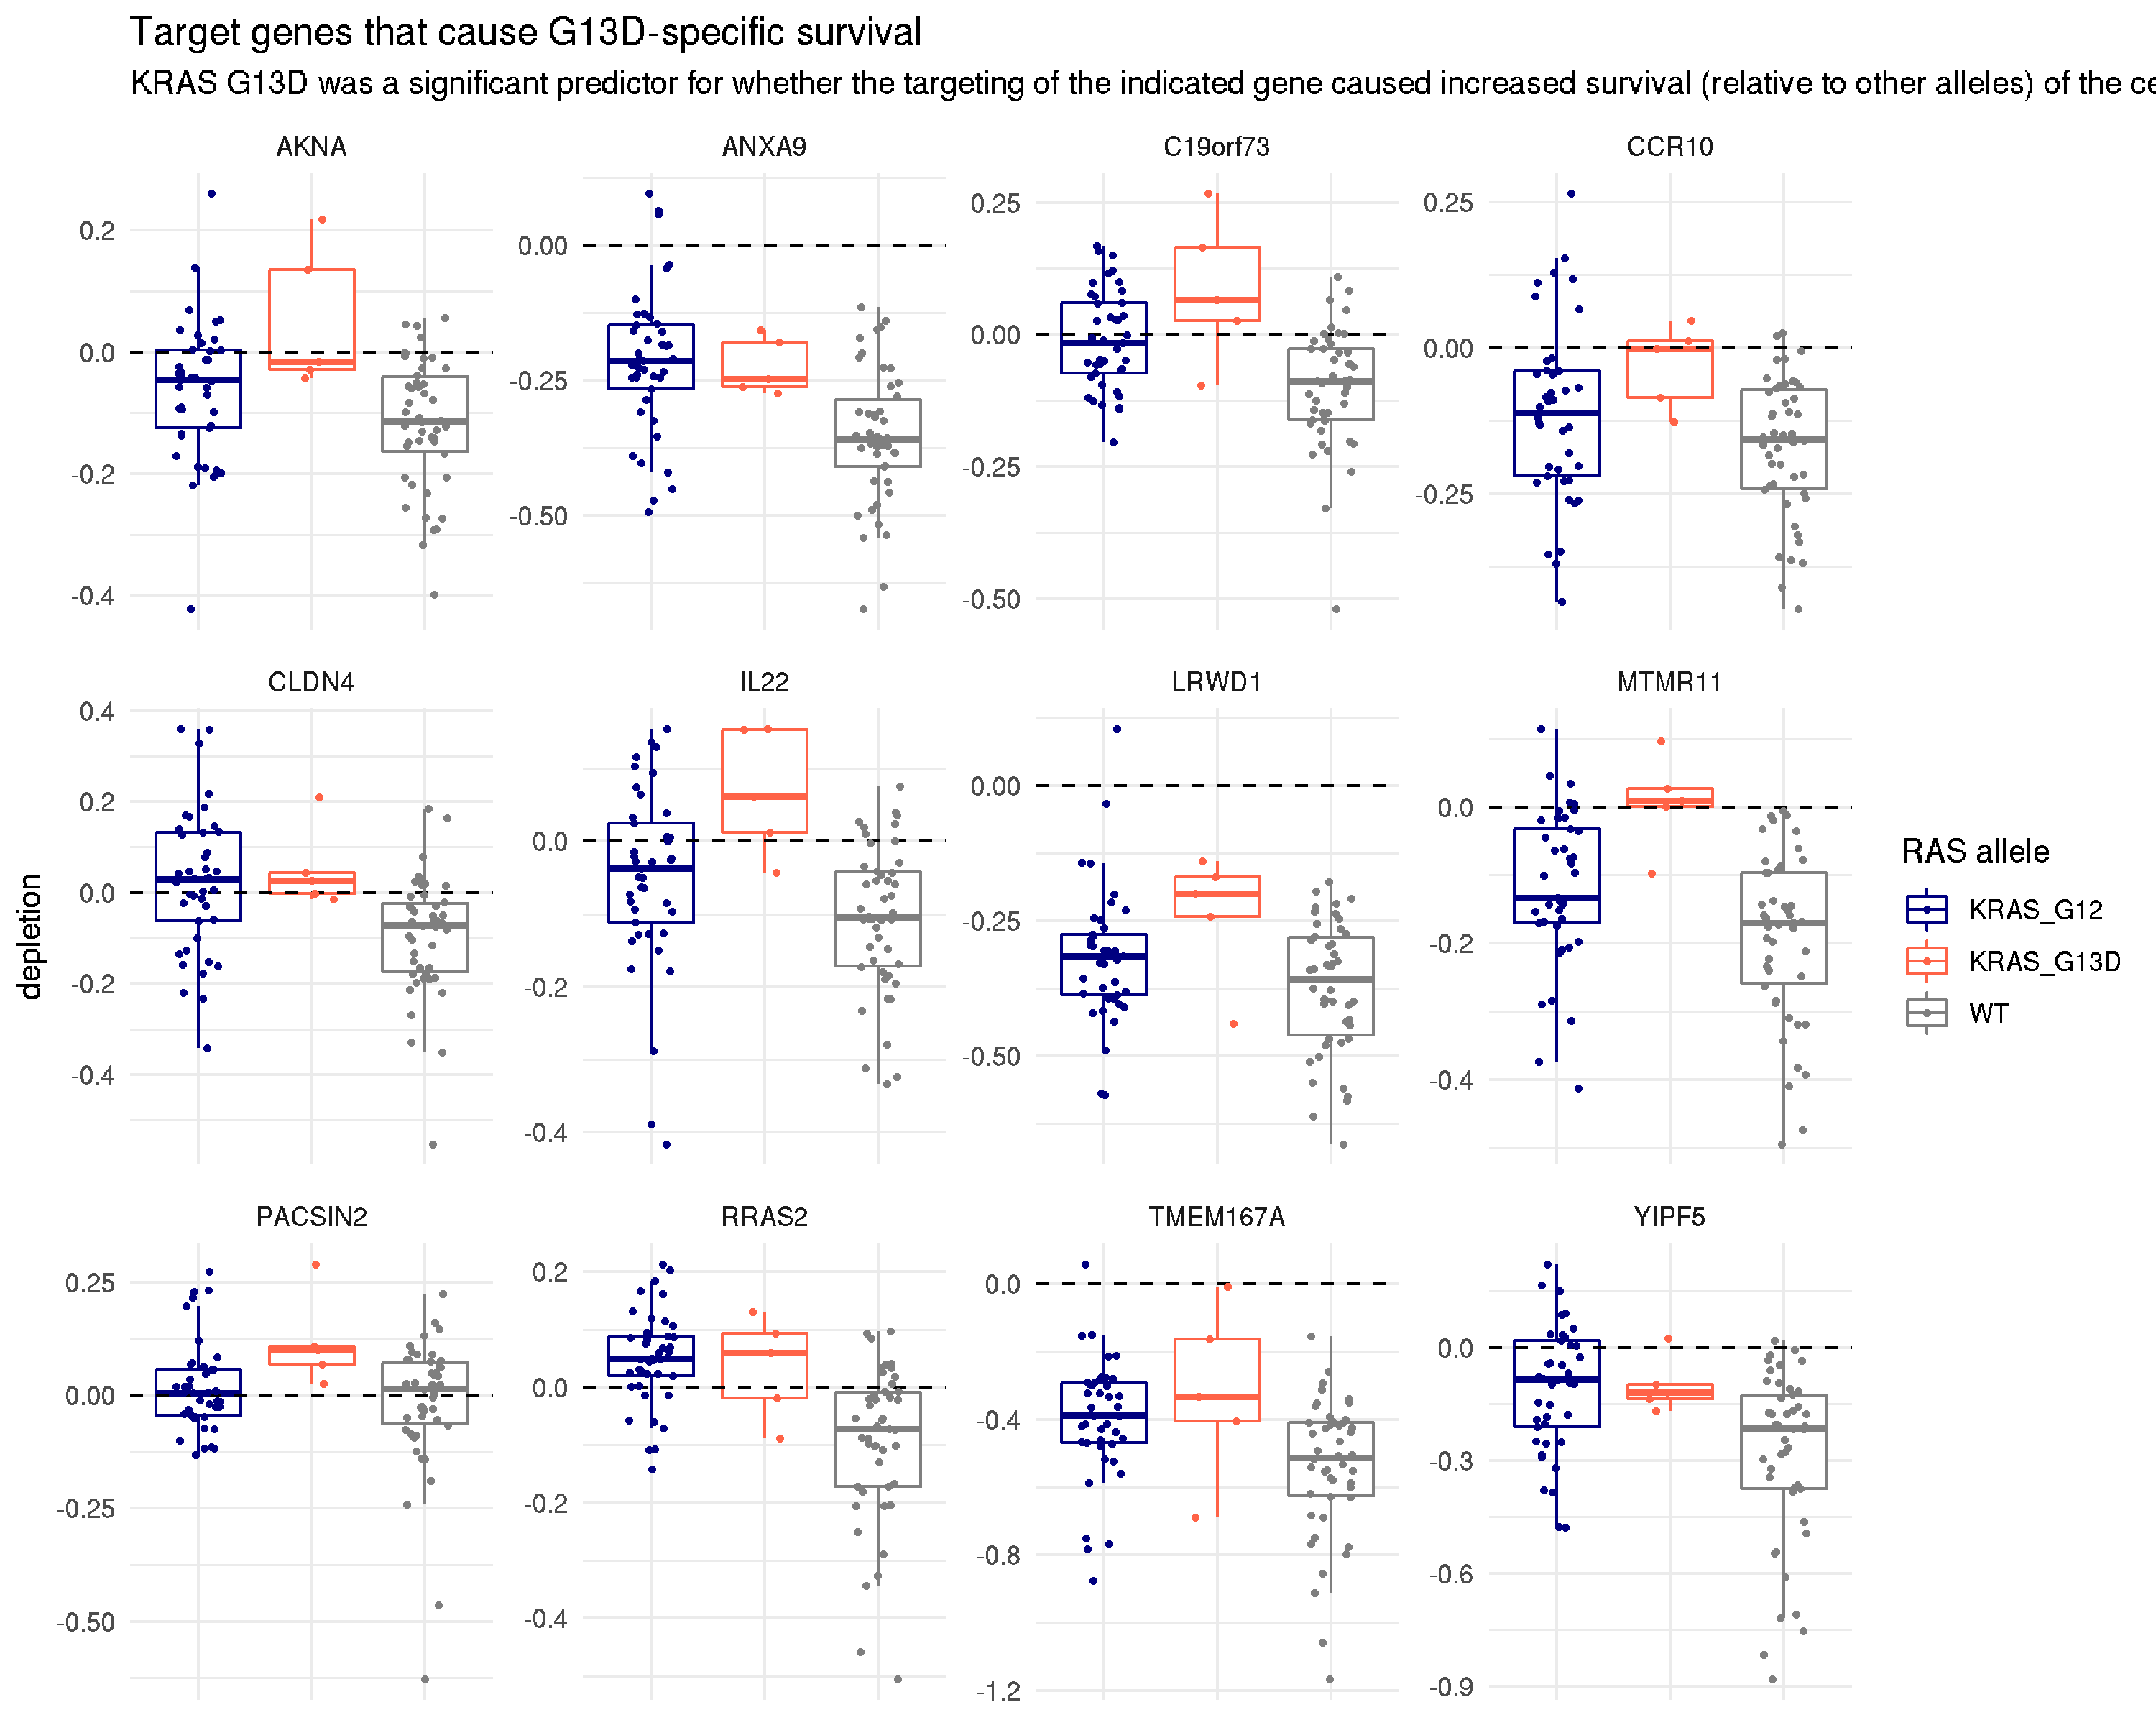 Target genes that cause G13D-specific survival
KRAS G13D was a significant predictor for whether the targeting of the indicated gene caused increased survival (relative to other alleles) of the ce
AKNA
ANXA9
C19orf73
CCR10
0.2
0.0
-0.2
-0.4
0.00
-0.25
-0.50
0.25
0.00
-0.25
-0.50
0.25
0.00
-0.25
CLDN4
IL22
LRWD1
MTMR11
0.4
0.2
0.0
-0.2
-0.4
0.0
-0.2
-0.4
0.00
-0.25
-0.50
0.0
-0.2
-0.4
PACSIN2
RRAS2
TMEM167A
YIPF5
0.25
0.00
-0.25
-0.50
0.2
0.0
-0.2
-0.4
0.0
-0.4
-0.8
-1.2
0.0
-0.3
-0.6
-0.9
depletion
RAS allele
KRAS_G12
KRAS_G13D
WT